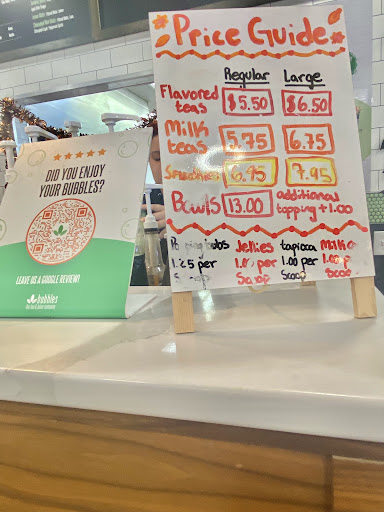 Price Guide
Regular Large
Flavored teas $5.50 $6.50
Milk teas 5.75 6.75
Smoothies 6.95 7.95
Bowls 13.00 additional topping +1.00
Jellies tapioca
1.25 per 1.00 per 1.00 per
Scoop Scoop
DID YOU ENJOY
YOUR BUBBLES?
LEAVE US A GOOGLE REVIEW!
bubbles